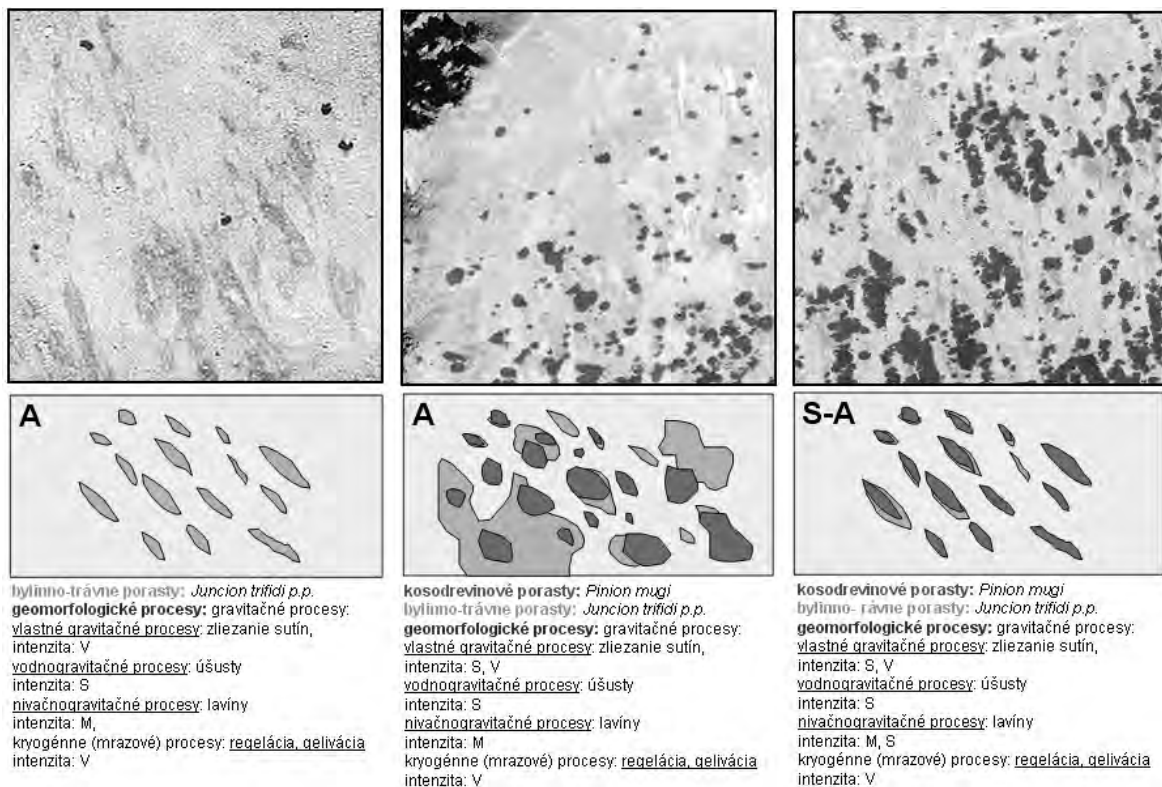 A
A
S-A
bylinno-trávne porasty: Juncion trifidi p.p.
geomorfologické procesy: gravitačné procesy:
vlastné gravitačné procesy: zliezanie sutín,
intenzita: V
vodnogravitačné procesy: úšusty
intenzita: S
nivačnogravitačné procesy: lavíny
intenzita: M,
kryogénne (mrazové) procesy: regelácia, gelivácia
intenzita: V
kosodrevinové porasty: Pinion mugi
bylinno-trávne porasty: Juncion trifidi p.p.
geomorfologické procesy: gravitačné procesy:
vlastné gravitačné procesy: zliezanie sutín,
intenzita: S, V
vodnogravitačné procesy: úšusty
intenzita: S
nivačnogravitačné procesy: lavíny
intenzita: M
kryogénne (mrazové) procesy: regelácia, gelivácia
intenzita: V
kosodrevinové porasty: Pinion mugi
bylinno- rávne porasty: Juncion trifidi p.p.
geomorfologické procesy: gravitačné procesy:
vlastné gravitačné procesy: zliezanie sutín,
intenzita: S, V
vodnogravitačné procesy: úšusty
intenzita: S
nivačnogravitačné procesy: lavíny
intenzita: M, S
kryogénne (mrazové) procesy: regelácia, gelivácia
intenzita: V